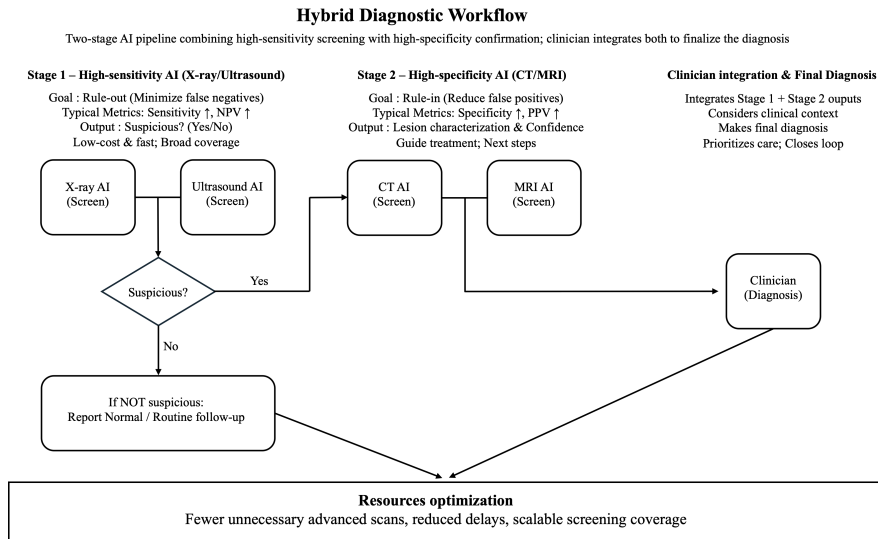 Hybrid Diagnostic Workflow
Two-stage AI pipeline combining high-sensitivity screening with high-specificity confirmation; clinician integrates both to finalize the diagnosis
Stage 1 – High-sensitivity AI (X-ray/Ultrasound)
Goal : Rule-out (Minimize false negatives)
Typical Metrics: Sensitivity ↑, NPV ↑
Output : Suspicious? (Yes/No)
Low-cost & fast; Broad coverage
Stage 2 – High-specificity AI (CT/MRI)
Goal : Rule-in (Reduce false positives)
Typical Metrics: Specificity ↑, PPV ↑
Output : Lesion characterization & Confidence
Guide treatment; Next steps
Clinician integration & Final Diagnosis
Integrates Stage 1 + Stage 2 ouputs
Considers clinical context
Makes final diagnosis
Prioritizes care; Closes loop
X-ray AI
(Screen)
Ultrasound AI
(Screen)
CT AI
(Screen)
MRI AI
(Screen)
Suspicious?
Yes
Clinician
(Diagnosis)
No
If NOT suspicious:
Report Normal / Routine follow-up
Resources optimization
Fewer unnecessary advanced scans, reduced delays, scalable screening coverage